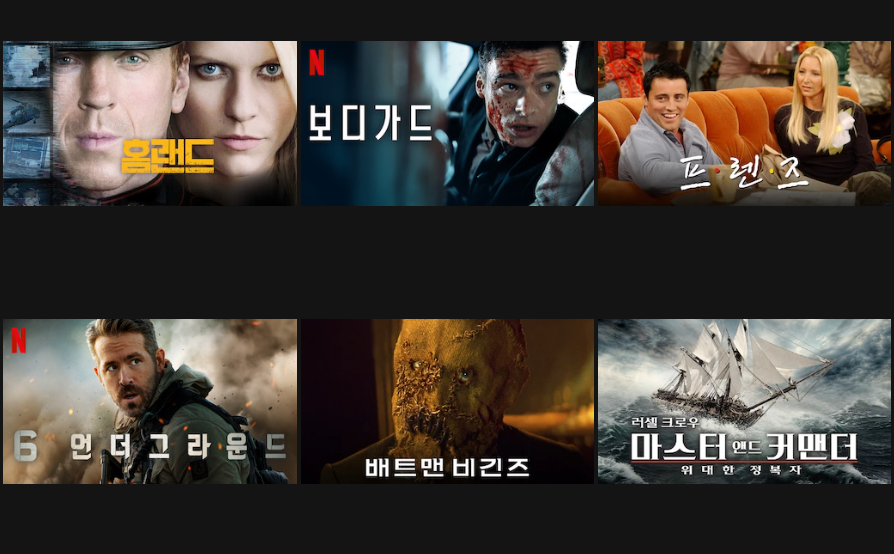 홈랜드
N
보디가드
프·렌·즈
N
6 언더그라운드
배트맨 비긴즈
러셀 크로우
마스터 앤드 커맨더
위대한 정복자